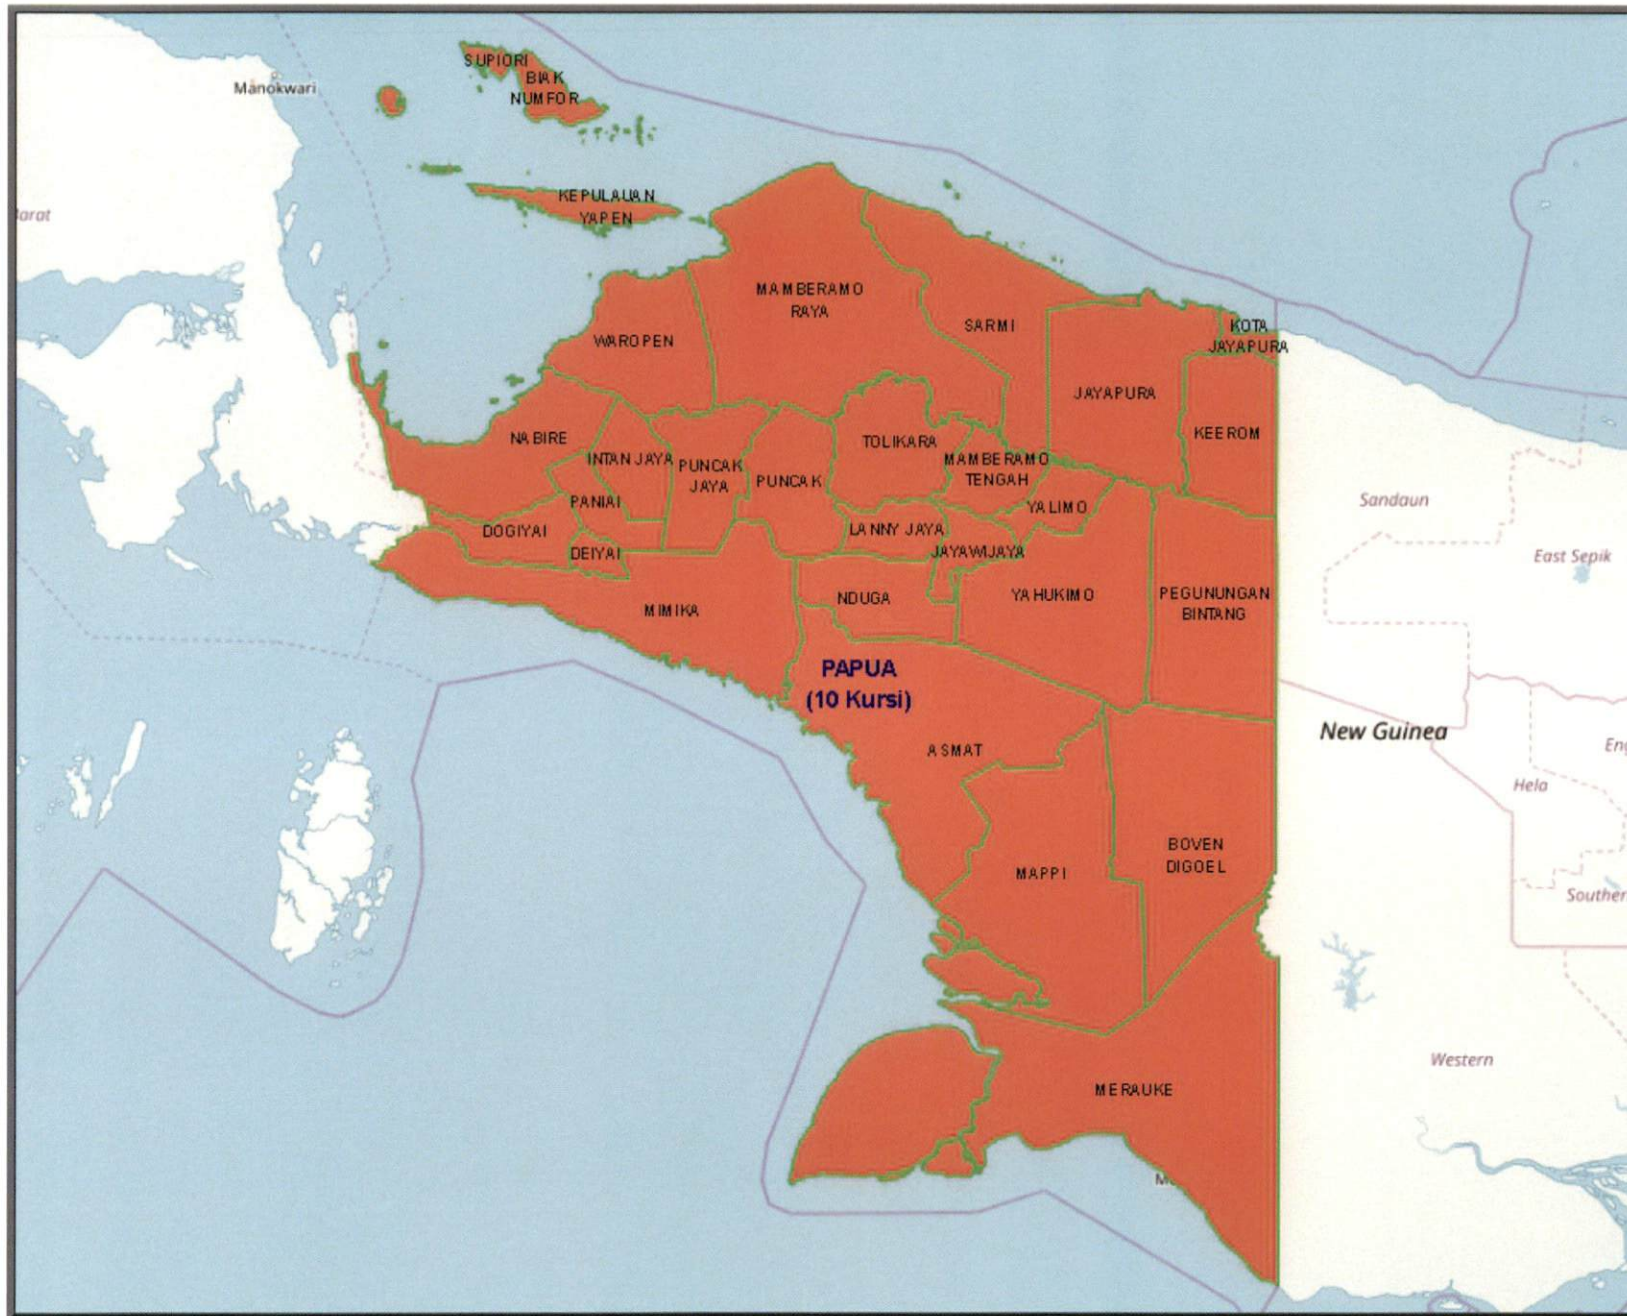 SUPIORI
BIAK
NUMFOR
Manokwari
KEPULAUAN
YAPEN
MAMBERAMO
RAYA
SARMI
KOTA
JAYAPURA
WAROPEN
JAYAPURA
KEEROM
NABIRE
TOLIKARA
INTAN JAYA
PUNCAK
JAYA
PUNCAK
MAMBERAMO
TENGAH
PANIAI
YALIMO
DOGIYAI
LANNY JAYA
DEIYAI
JAYAWIJAYA
MIMIKA
NDUGA
YAHUKIMO
PEGUNUNGAN
BINTANG
PAPUA
(10 Kursi)
ASMAT
MAPPI
BOVEN
DIGOEL
MERAUKE
Sandaun
East Sepik
New Guinea
Hela
Western